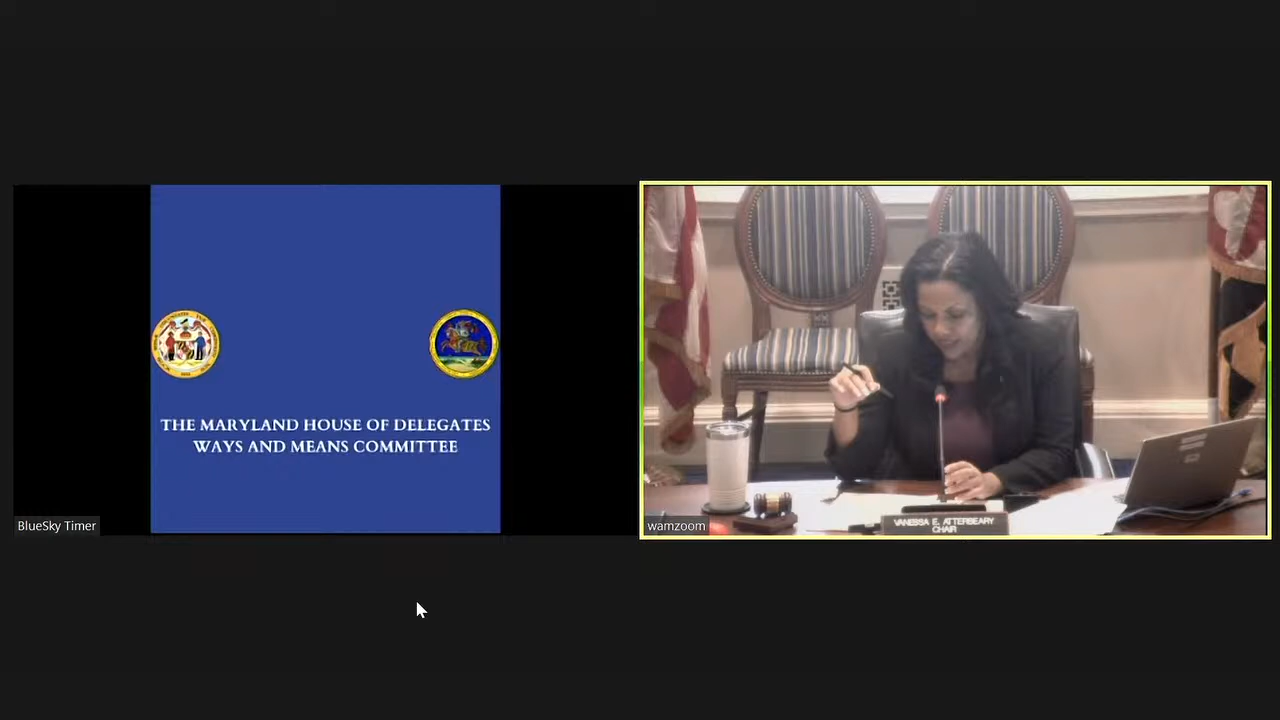 THE MARYLAND HOUSE OF DELEGATES
WAYS AND MEANS COMMITTEE
BlueSky Timer
wamzoom
VANESSA E. ATTERBEARY
CHAIR